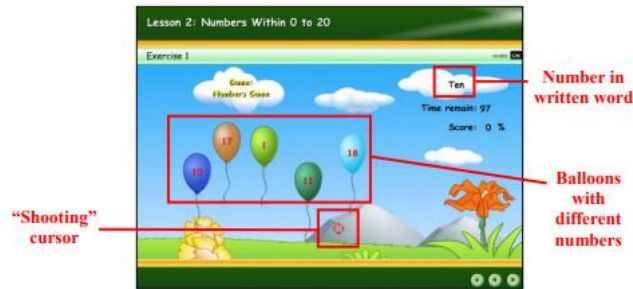 Lesson 2: Numbers Within 0 to 20
Exercise 1
Game:
Numbers Game
Ten
Time remain: 97
Score: 0 %
17
1
18
10
11
Number in
written word
Balloons
with
different
numbers
“Shooting”
cursor